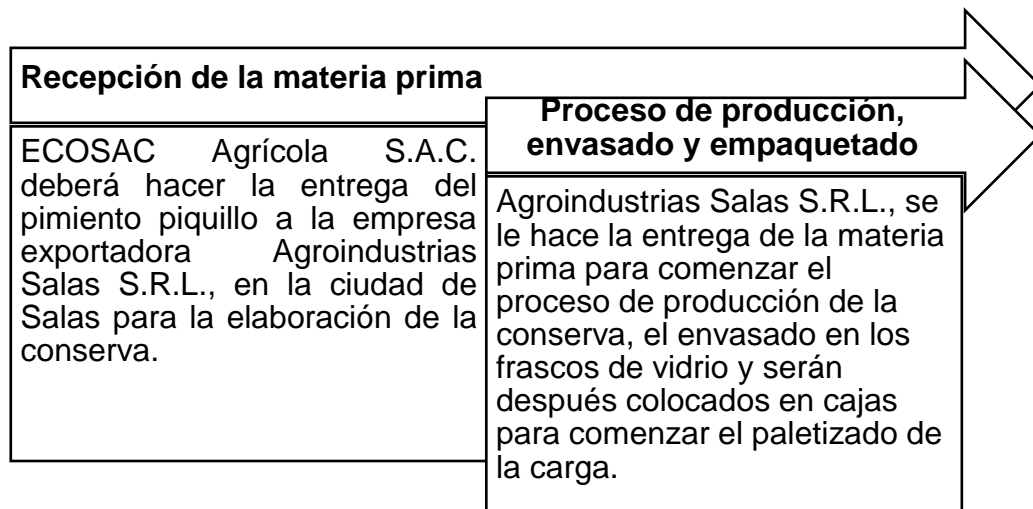 Recepción de la materia prima
ECOSAC Agrícola S.A.C.
deberá hacer la entrega del
pimiento piquillo a la empresa
exportadora Agroindustrias
Salas S.R.L., en la ciudad de
Salas para la elaboración de la
conserva.
Proceso de producción,
envasado y empaquetado
Agroindustrias Salas S.R.L., se
le hace la entrega de la materia
prima para comenzar el
proceso de producción de la
conserva, el envasado en los
frascos de vidrio y serán
después colocados en cajas
para comenzar el paletizado de
la carga.